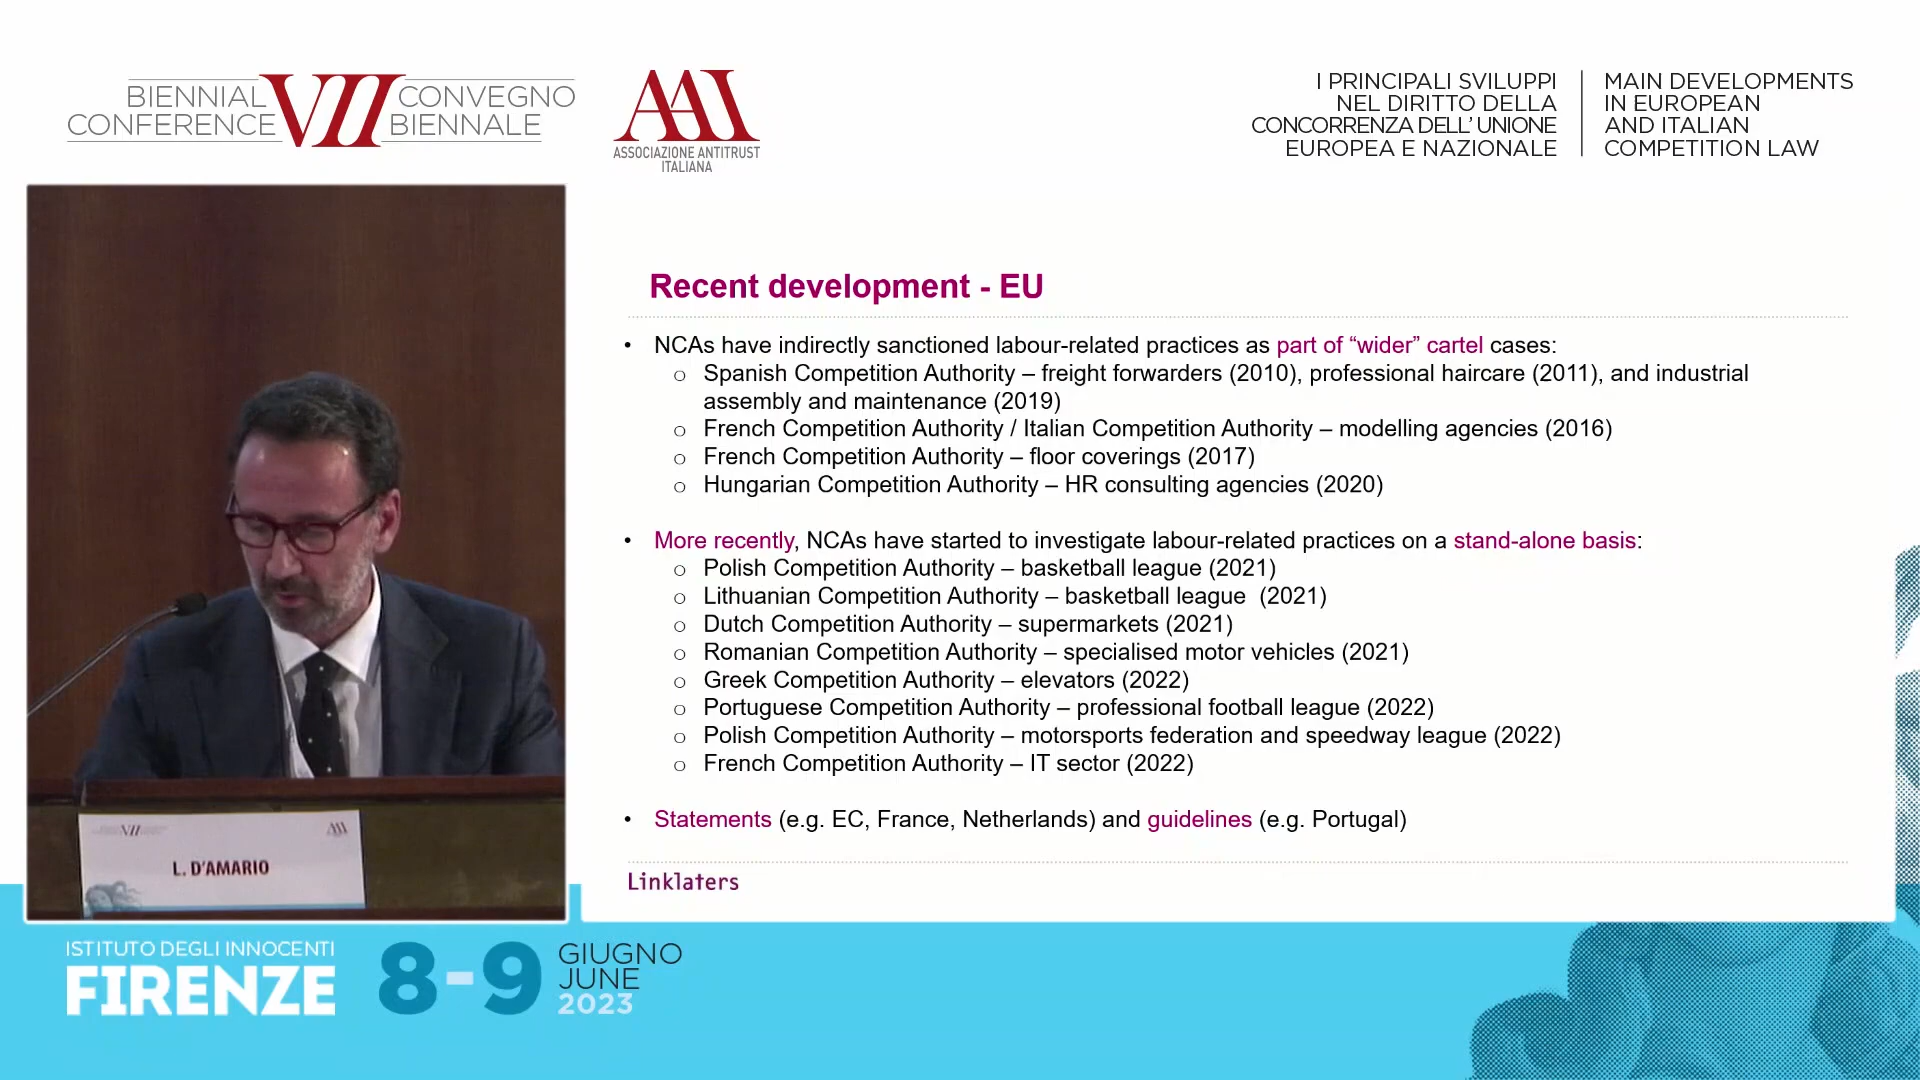 BIENNIAL CONFERENCE
VII
CONVEGNO BIENNALE
AAI
ASSOCIAZIONE ANTITRUST
ITALIANA
I PRINCIPALI SVILUPPI
NEL DIRITTO DELLA
CONCORRENZA DELL' UNIONE
EUROPEA E NAZIONALE
MAIN DEVELOPMENTS
IN EUROPEAN
AND ITALIAN
COMPETITION LAW
Recent development - EU
• NCAs have indirectly sanctioned labour-related practices as part of “wider” cartel cases:
o Spanish Competition Authority – freight forwarders (2010), professional haircare (2011), and industrial
assembly and maintenance (2019)
o French Competition Authority / Italian Competition Authority – modelling agencies (2016)
o French Competition Authority – floor coverings (2017)
o Hungarian Competition Authority – HR consulting agencies (2020)
• More recently, NCAs have started to investigate labour-related practices on a stand-alone basis:
o Polish Competition Authority – basketball league (2021)
o Lithuanian Competition Authority – basketball league (2021)
o Dutch Competition Authority – supermarkets (2021)
o Romanian Competition Authority – specialised motor vehicles (2021)
o Greek Competition Authority – elevators (2022)
o Portuguese Competition Authority – professional football league (2022)
o Polish Competition Authority – motorsports federation and speedway league (2022)
o French Competition Authority – IT sector (2022)
• Statements (e.g. EC, France, Netherlands) and guidelines (e.g. Portugal)
Linklaters
VII
AAI
L. D'AMARIO
ISTITUTO DEGLI INNOCENTI
FIRENZE
8-9
GIUGNO
JUNE
2023